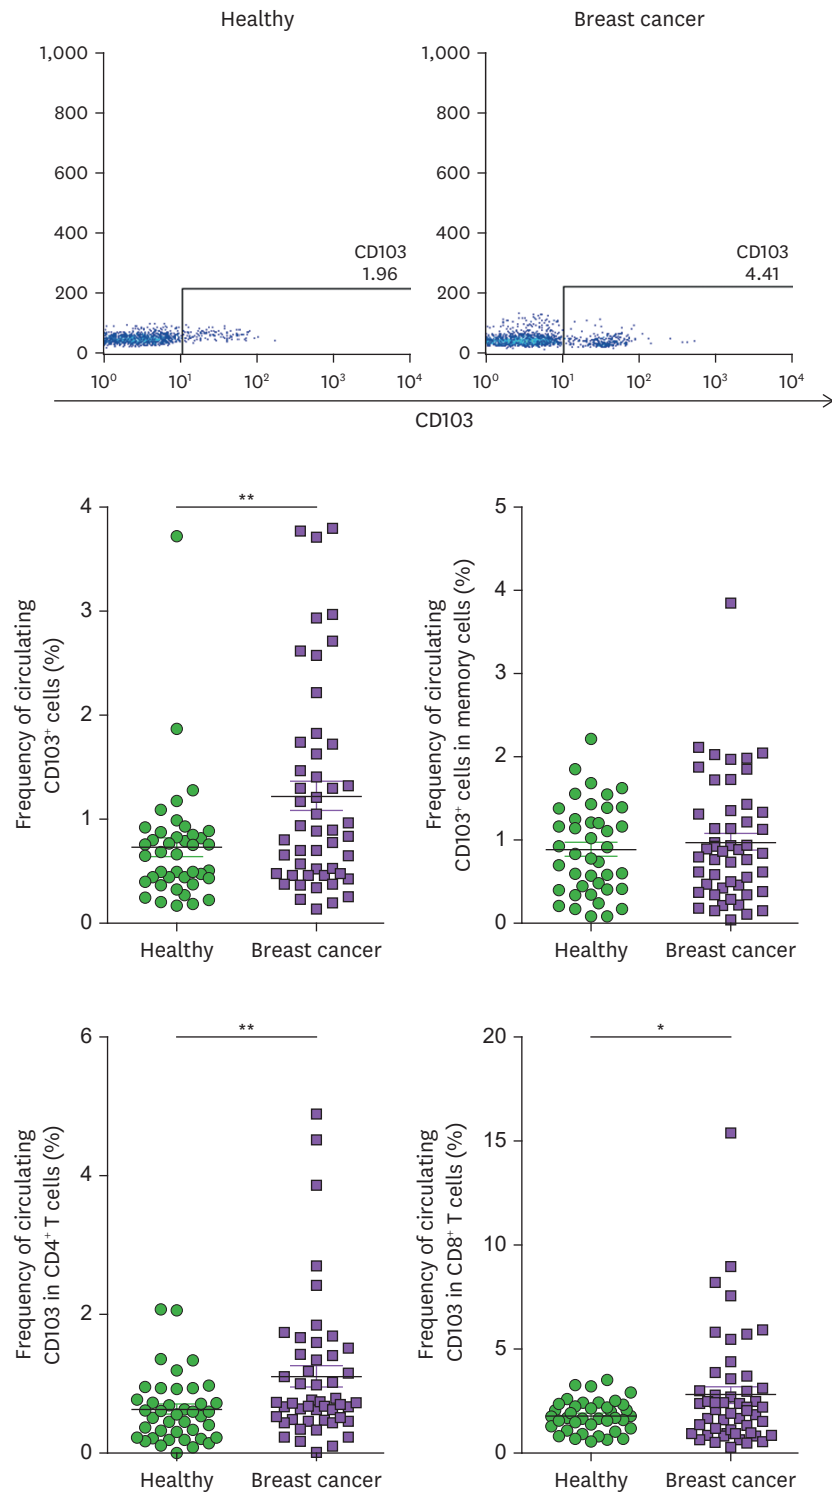 Healthy
Breast cancer
1,000
800
600
400
200
0
CD103
1.96
10⁰ 10¹ 10² 10³ 10⁴
1,000
800
600
400
200
0
CD103
4.41
10⁰ 10¹ 10² 10³ 10⁴
CD103
Frequency of circulating
CD103⁺ cells (%)
4
3
2
1
0
**
Healthy Breast cancer
Frequency of circulating
CD103⁺ cells in memory cells (%)
5
4
3
2
1
0
Healthy Breast cancer
Frequency of circulating
CD103 in CD4⁺ T cells (%)
6
4
2
0
**
Healthy Breast cancer
Frequency of circulating
CD103 in CD8⁺ T cells (%)
20
15
10
5
0
*
Healthy Breast cancer